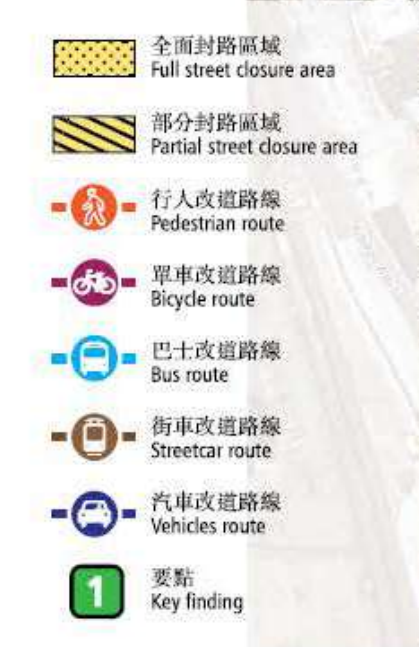 全面封路區域
Full street closure area
部分封路區域
Partial street closure area
行人改道路線
Pedestrian route
單車改道路線
Bicycle route
巴士改道路線
Bus route
街車改道路線
Streetcar route
汽車改道路線
Vehicles route
1
要點
Key finding